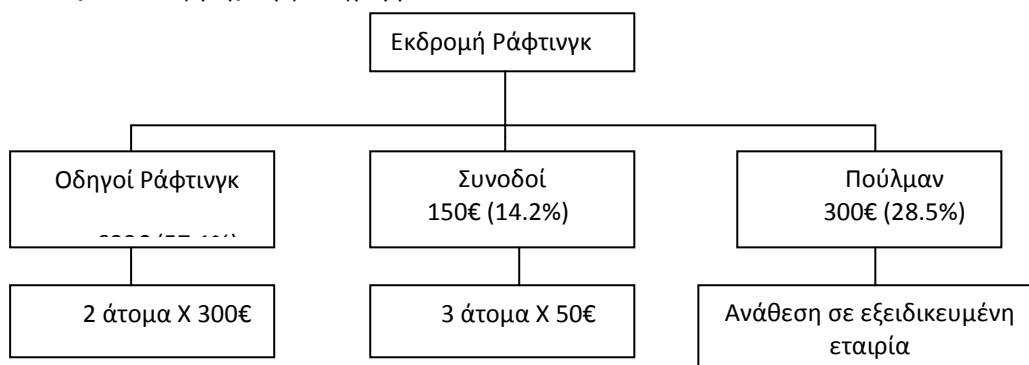 Εκδρομή Ράφτινγκ
Οδηγοί Ράφτινγκ
Συνοδοί
150€ (14.2%)
Πούλμαν
300€ (28.5%)
2 άτομα Χ 300€
3 άτομα Χ 50€
Ανάθεση σε εξειδικευμένη
εταιρία